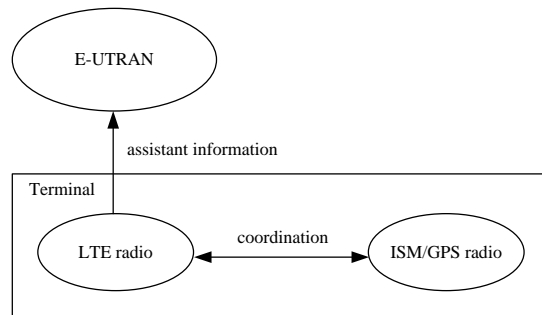 E-UTRAN
assistant information
Terminal
coordination
LTE radio
ISM/GPS radio